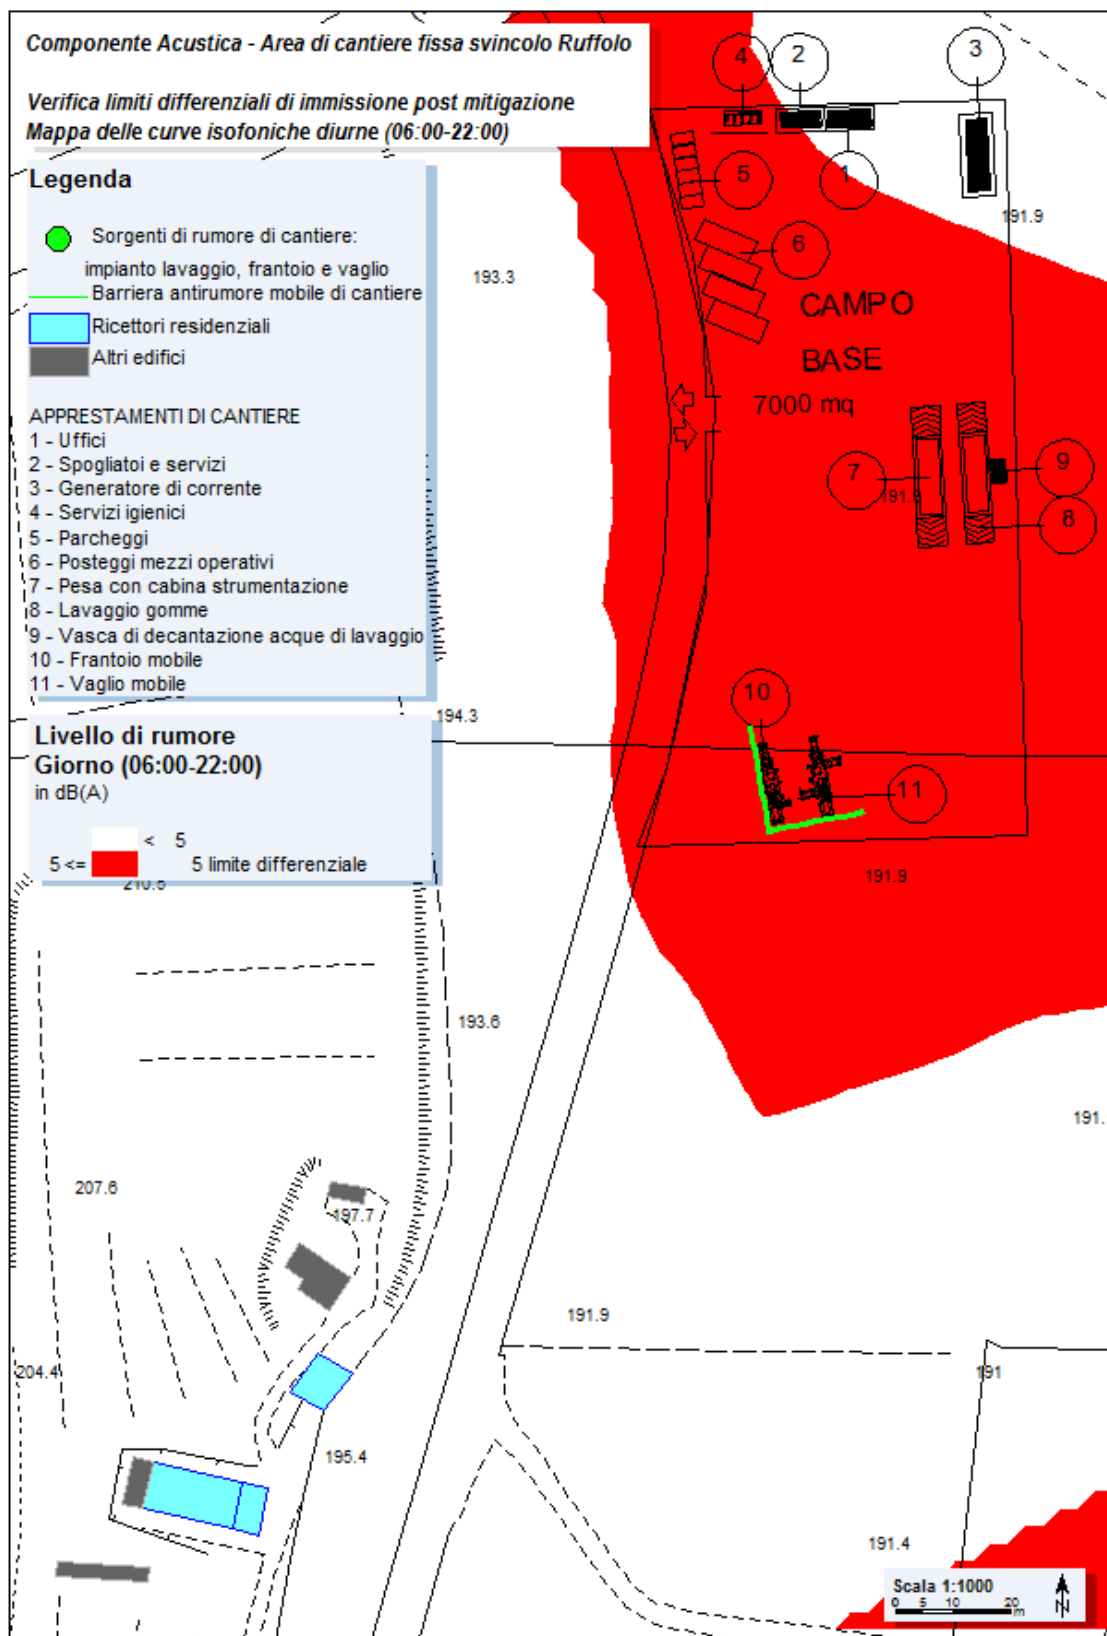 Componente Acustica - Area di cantiere fissa svincolo Ruffolo
Verifica limiti differenziali di immissione post mitigazione
Mappa delle curve isofoniche diurne (06:00-22:00)
Legenda
Sorgenti di rumore di cantiere:
impianto lavaggio, frantoio e vaglio
Barriera antirumore mobile di cantiere
Ricettori residenziali
Altri edifici
APPRESTAMENTI DI CANTIERE
1 - Uffici
2 - Spogliatoi e servizi
3 - Generatore di corrente
4 - Servizi igienici
5 - Parcheggi
6 - Posteggi mezzi operativi
7 - Pesa con cabina strumentazione
8 - Lavaggio gomme
9 - Vasca di decantazione acque di lavaggio
10 - Frantoio mobile
11 - Vaglio mobile
Livello di rumore
Giorno (06:00-22:00)
in dB(A)
< 5
5 <= 5 limite differenziale
4
2
3
5
1
191.9
6
193.3
CAMPO
BASE
7000 mq
7
9
8
10
194.3
11
191.9
193.6
191.
207.6
197.7
191.9
204.4
191
195.4
191.4
Scala 1:1000
0 5 10 20
m
N